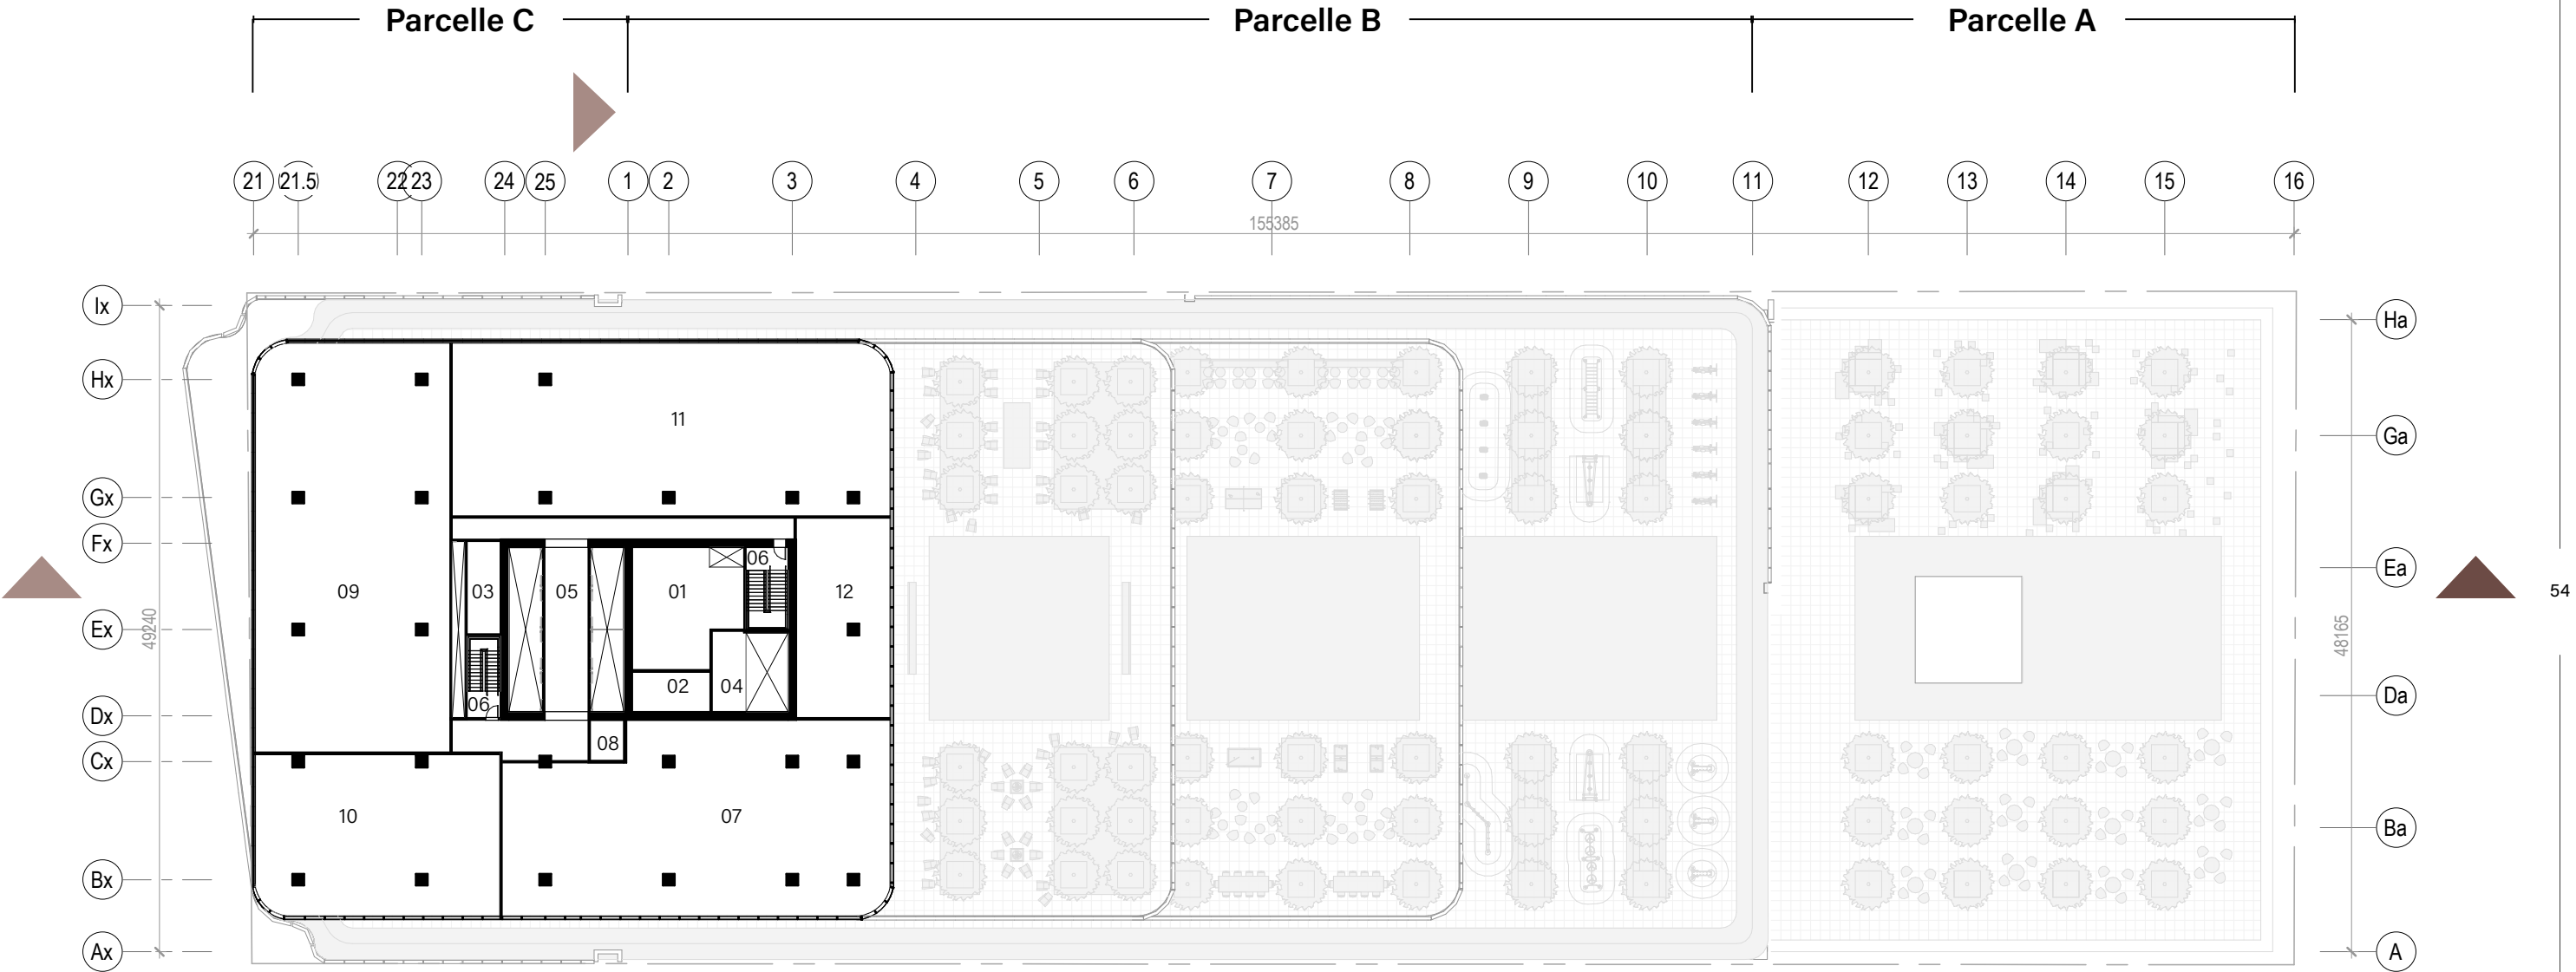 Parcelle C Parcelle B Parcelle A
21 21.5 22 23 24 25 1 2 3 4 5 6 7 8 9 10 11 12 13 14 15 16
155385
Ix
Ha
Hx
11
Ga
Gx
Fx
06
Ea
09 03 05 01 12
54
Ex
49240
48165
02 04
Da
06
Dx
08
Cx
10 07
Ba
Bx
Ax
A